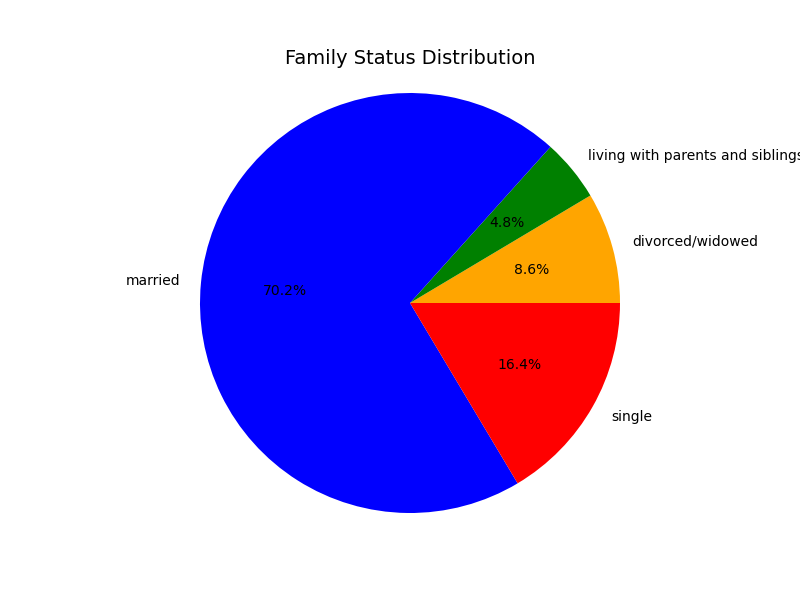 Family Status Distribution
living with parents and siblings
4.8%
divorced/widowed
8.6%
married
70.2%
16.4%
single